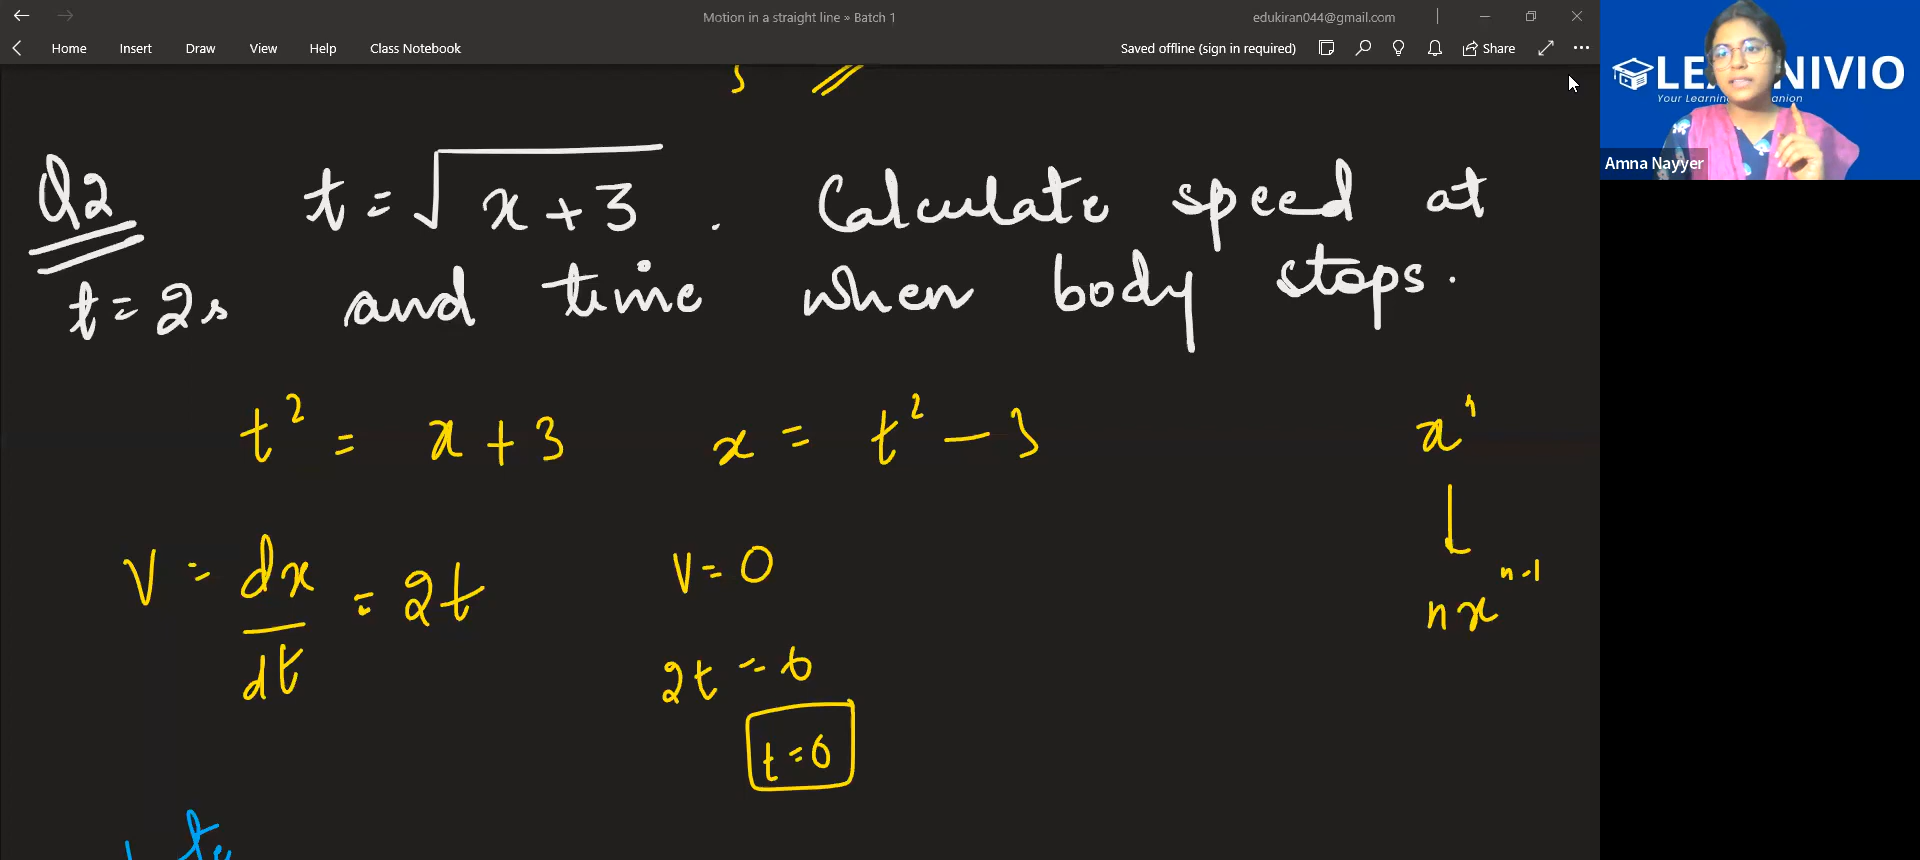 Motion in a straight line » Batch 1
edukiran044@gmail.com
Home Insert Draw View Help Class Notebook
Saved offline (sign in required)
Share
Your Learning
Amna Nayyer
Q2 t = √x + 3 . Calculate speed at
t = 2s and time when body stops.
t² = x + 3 x = t² - 3
xⁿ
V = dx/dt = 2t
V = 0
nxⁿ⁻¹
2t = 0
t = 0